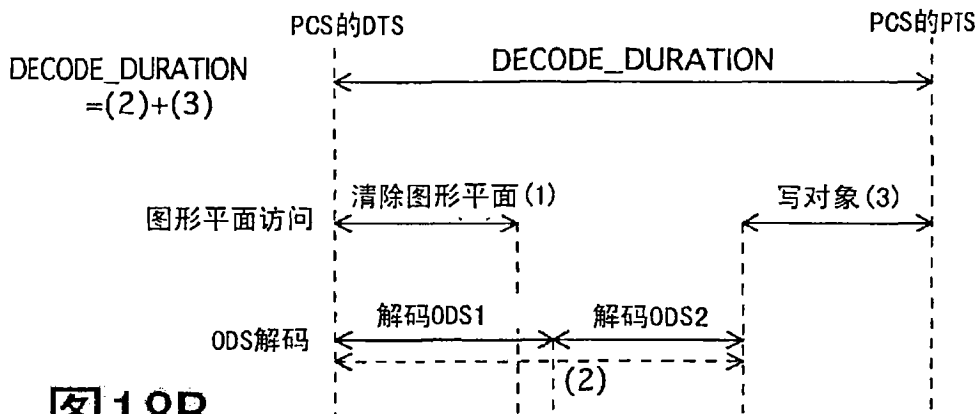 PCS的DTS
PCS的PTS
DECODE_DURATION
=(2)+(3)
DECODE_DURATION
图形平面访问
清除图形平面(1)
写对象(3)
ODS解码
解码ODS1
解码ODS2
(2)